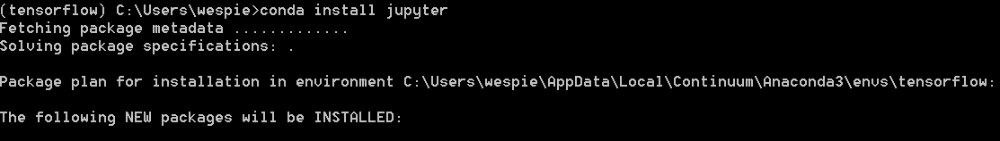 (tensorflow) C:\Users\wespie>conda install jupyter
Fetching package metadata .............
Solving package specifications: .
Package plan for installation in environment C:\Users\wespie\AppData\Local\Continuum\Anaconda3\envs\tensorflow:
The following NEW packages will be INSTALLED: